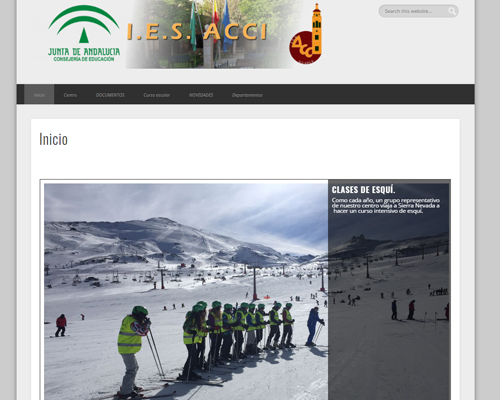 JUNTA DE ANDALUCIA
CONSEJERÍA DE EDUCACIÓN
I.E.S. ACCI
Search this website...
Inicio
Centro
DOCUMENTOS
Curso escolar
NOVEDADES
Departamentos
Inicio
CLASES DE ESQUÍ.
Como cada año, un grupo representativo
de nuestro centro viaja a Sierra Nevada a
hacer un curso intensivo de esquí.